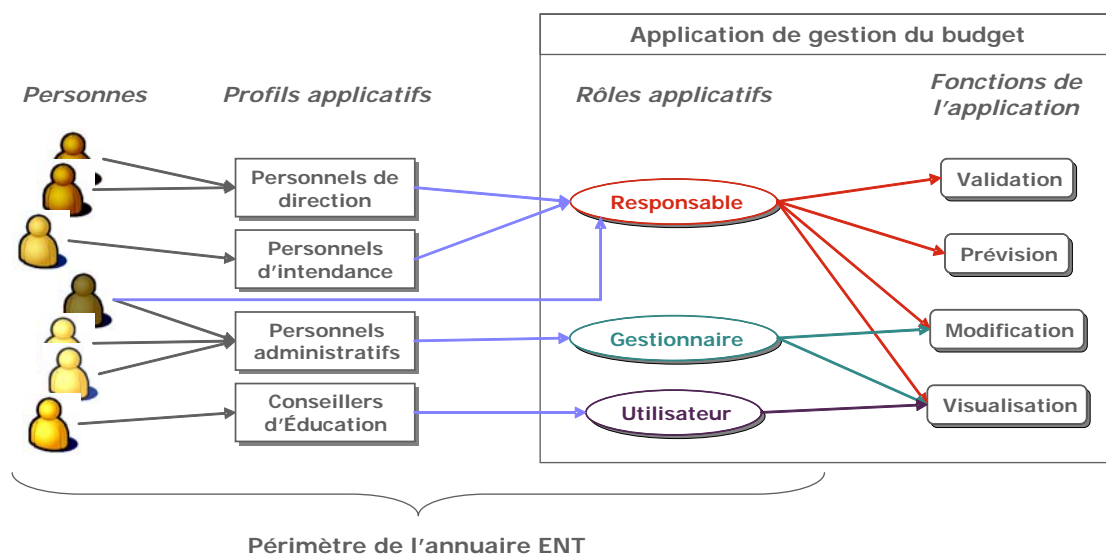 Application de gestion du budget
Personnes
Profils applicatifs
Rôles applicatifs
Fonctions de
l'application
Personnels de
direction
Responsable
Validation
Personnels
d'intendance
Prévision
Personnels
administratifs
Gestionnaire
Modification
Conseillers
d'Éducation
Utilisateur
Visualisation
Périmètre de l'annuaire ENT